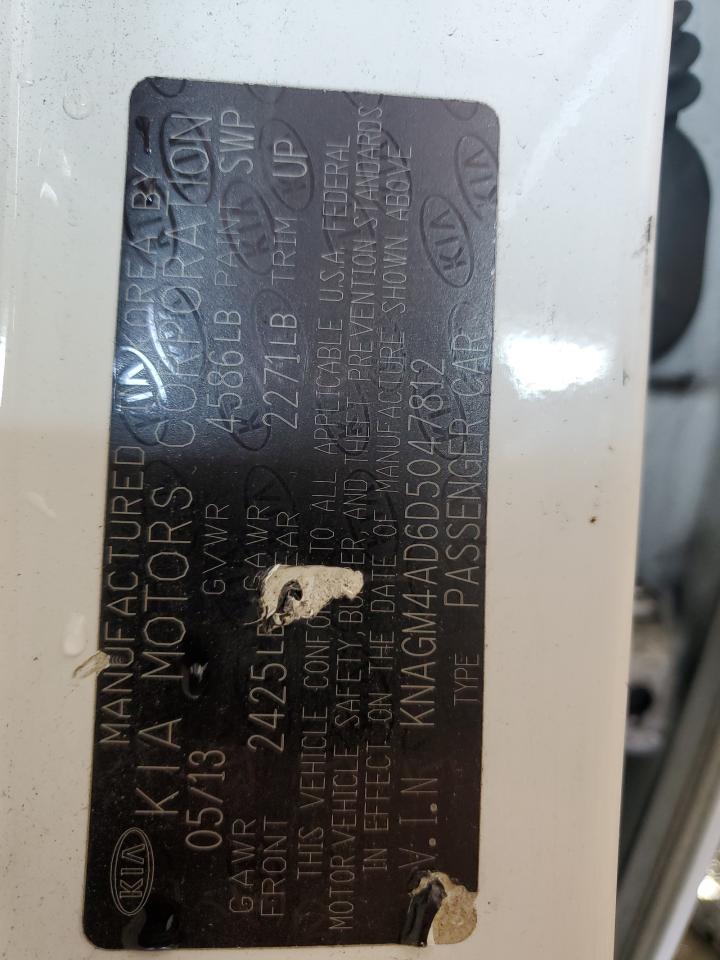 KIA
MANUFACTURED KOREA BY
KIA MOTORS CORPORATION
05/13 GVWR 4586LB PAINT SWP
GAWR FRONT 2425LB GAWR REAR 2271LB TRIM UP
THIS VEHICLE TO ALL APPLICABLE U.S.A. FEDERAL
MOTOR VEHICLE SAFETY, AND THEFT PREVENTION STANDARDS
IN EFFECT ON THE DATE OF MANUFACTURE SHOWN ABOVE
V.I.N KNAGM4AD6D5047812
TYPE PASSENGER CAR